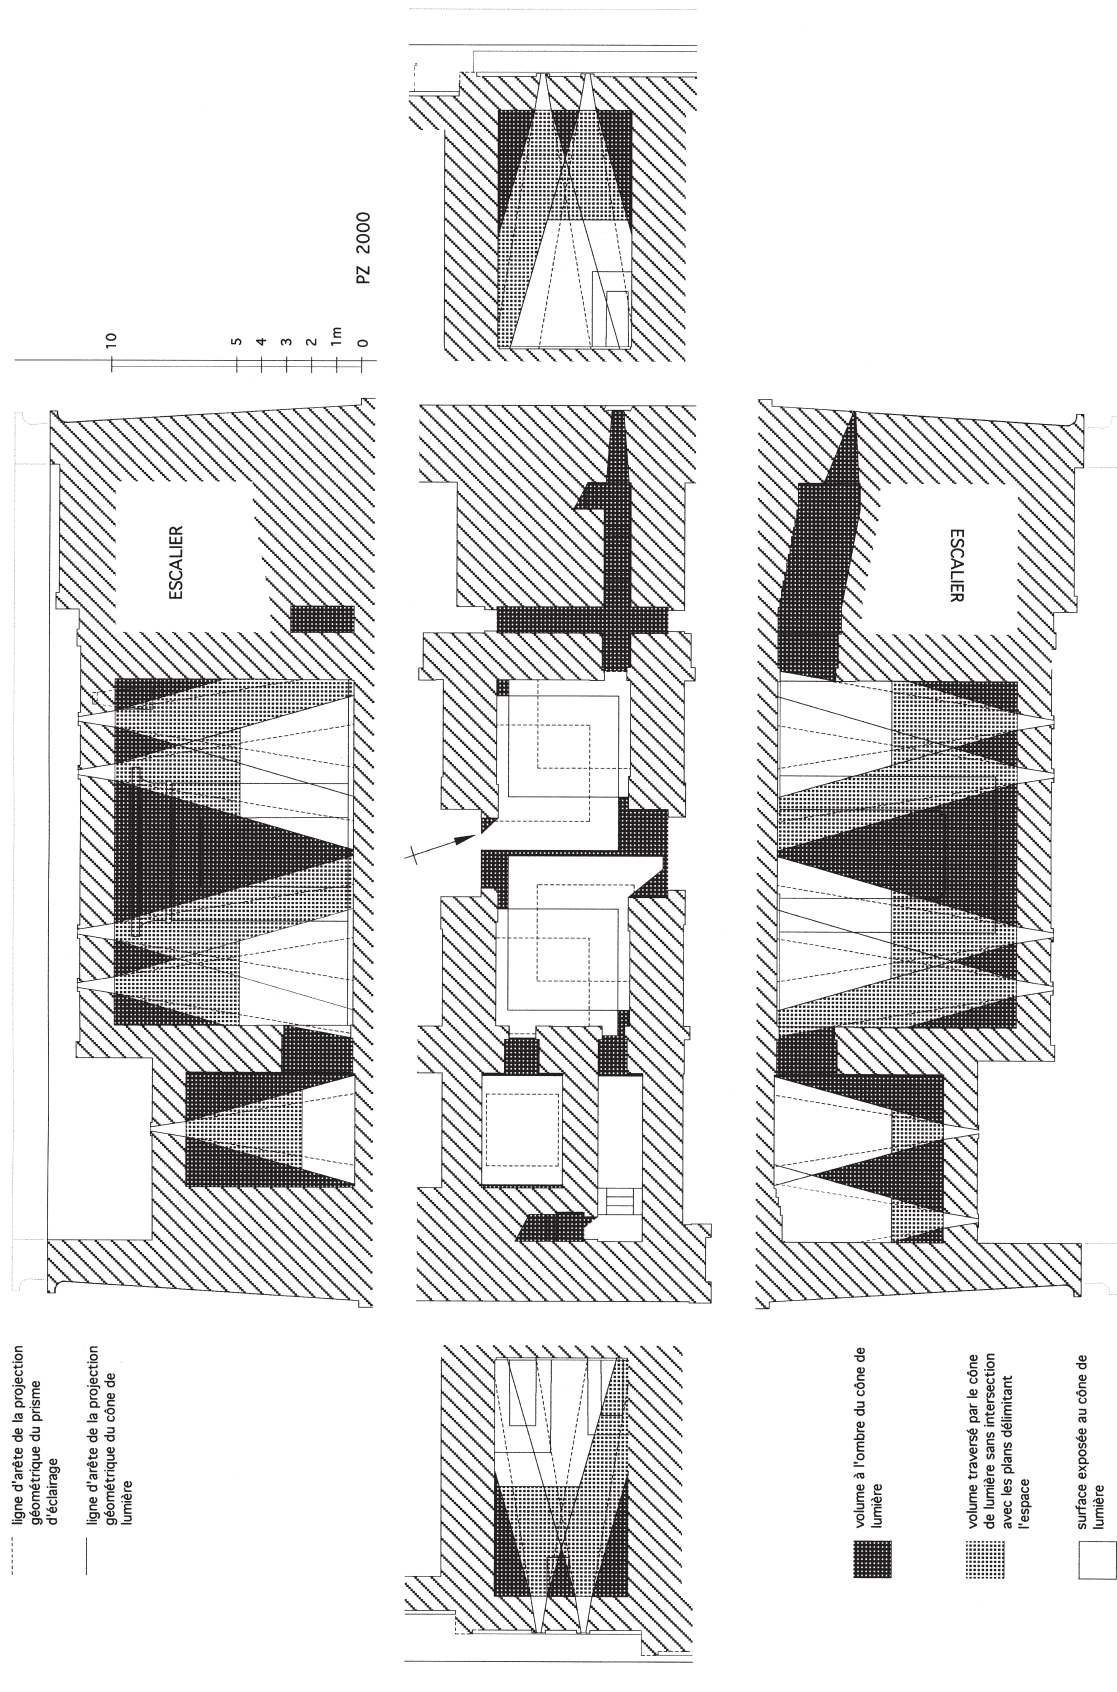 10
5
4
3
2
1m
0
PZ 2000
ESCALIER
ESCALIER
ligne d'arête de la projection
géométrique du prisme
d'éclairage
ligne d'arête de la projection
géométrique du cône de
lumière
volume à l'ombre du cône de
lumière
volume traversé par le cône
de lumière sans intersection
avec les plans délimitant
l'espace
surface exposée au cône de
lumière